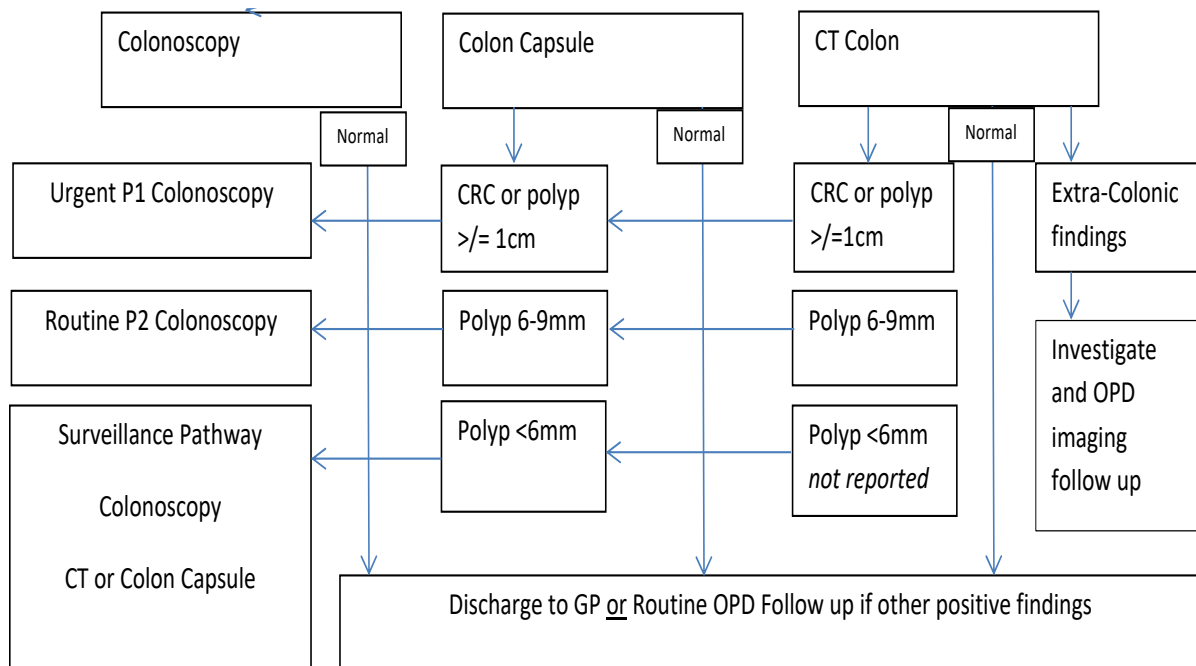 Colonoscopy
Colon Capsule
CT Colon
Normal
Normal
Normal
Urgent P1 Colonoscopy
CRC or polyp
>/= 1cm
CRC or polyp
>/=1cm
Extra-Colonic
findings
Routine P2 Colonoscopy
Polyp 6-9mm
Polyp 6-9mm
Investigate
and OPD
imaging
follow up
Surveillance Pathway
Colonoscopy
CT or Colon Capsule
Polyp <6mm
Polyp <6mm
not reported
Discharge to GP or Routine OPD Follow up if other positive findings